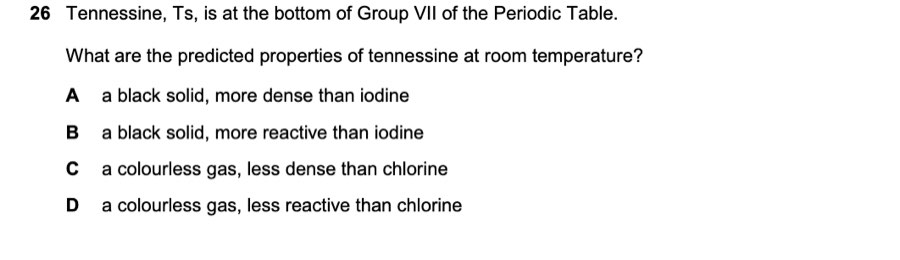 26 Tennessine, Ts, is at the bottom of Group VII of the Periodic Table.
What are the predicted properties of tennessine at room temperature?
A a black solid, more dense than iodine
B a black solid, more reactive than iodine
C a colourless gas, less dense than chlorine
D a colourless gas, less reactive than chlorine